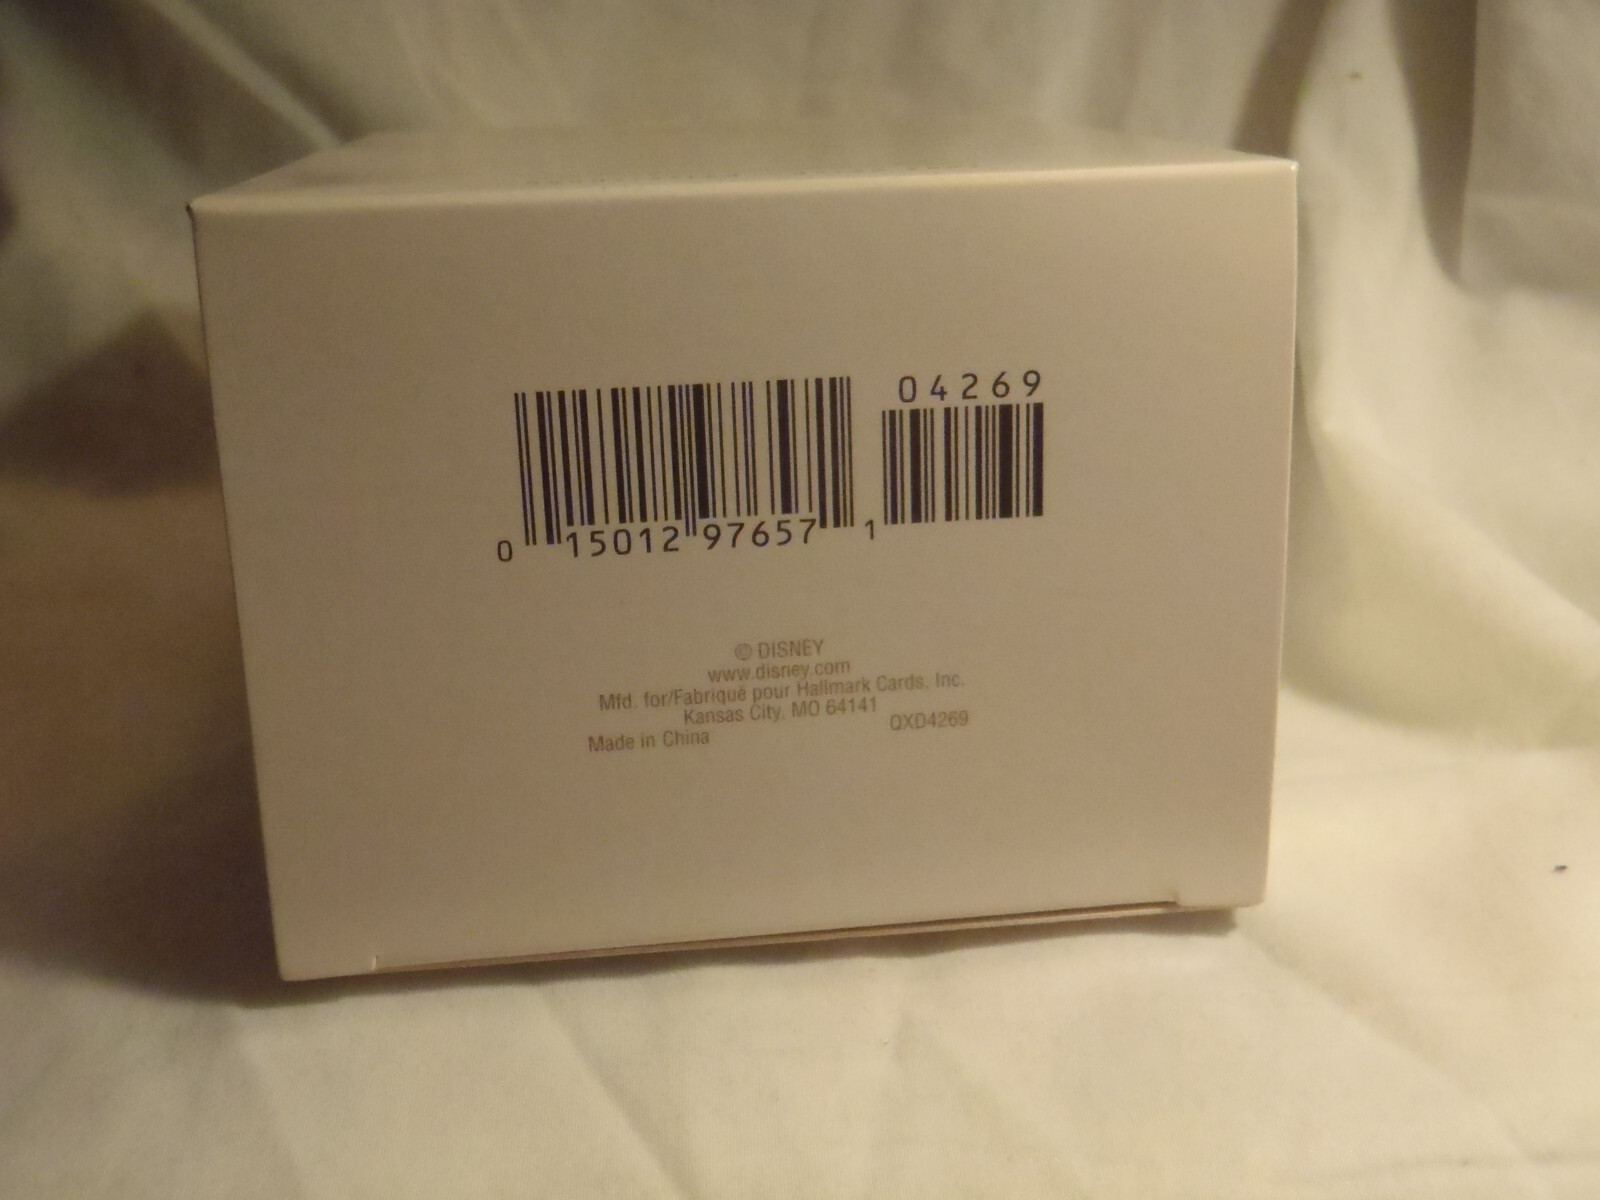 04269
0 15012 97657 1
© DISNEY
www.disney.com
Mfd. for/Fabriqué pour Hallmark Cards, Inc.
Kansas City, MO 64141
Made in China QXD4269